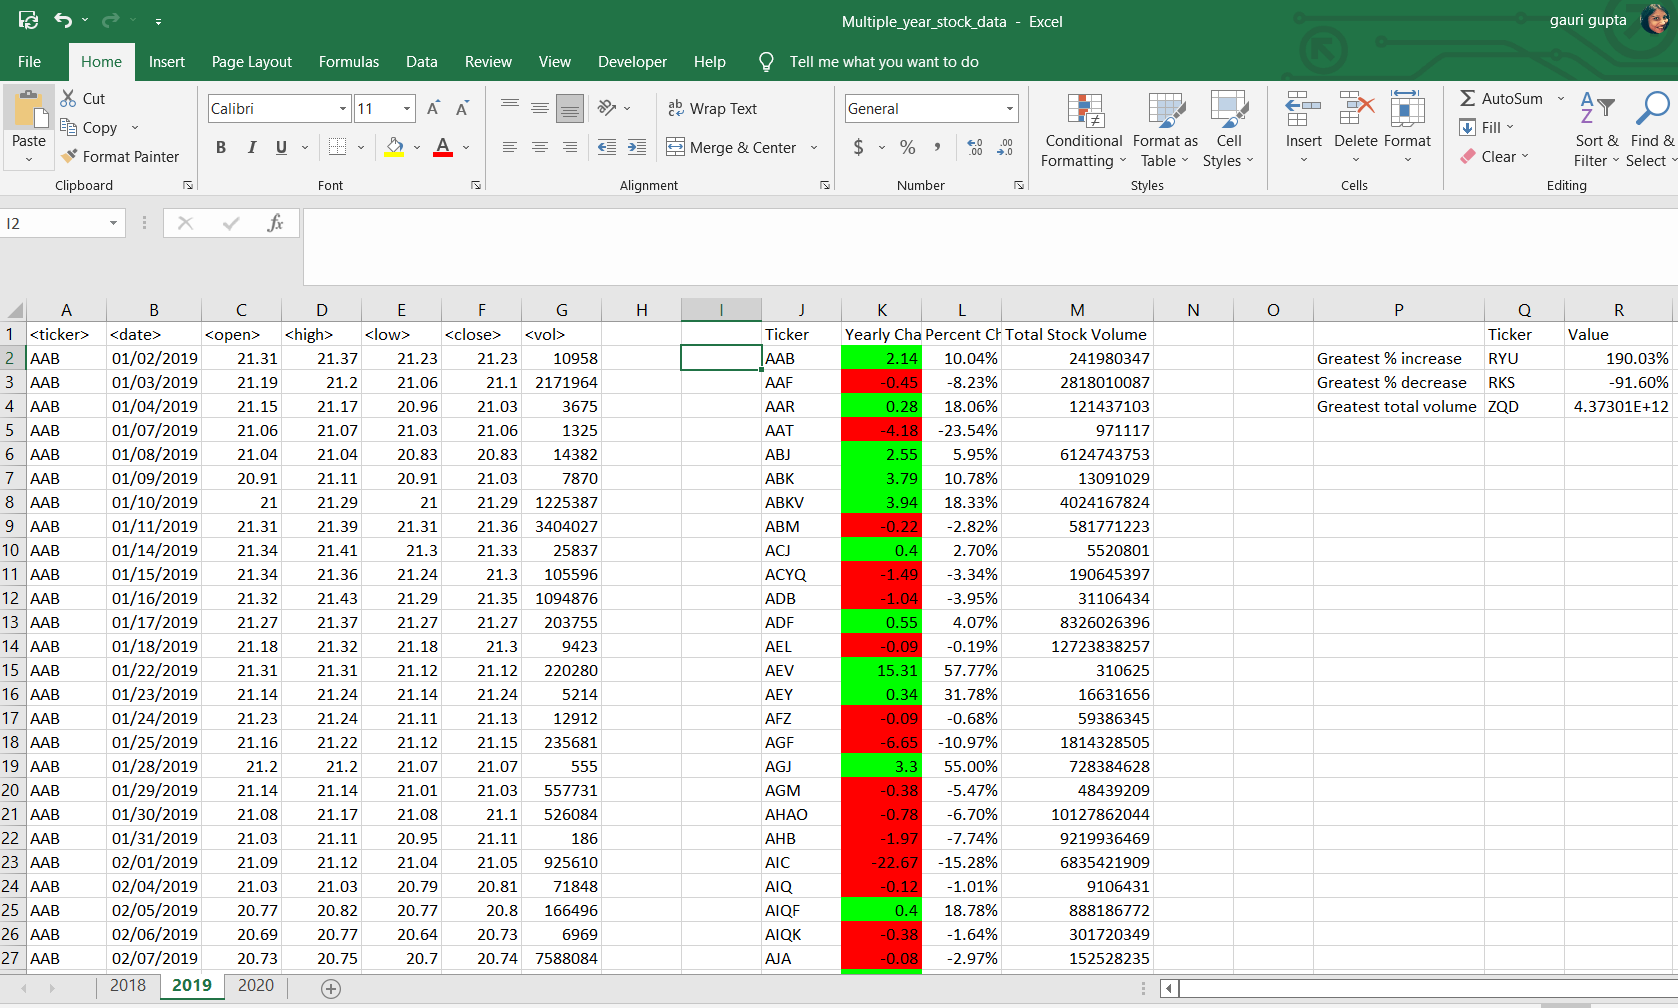 Multiple_year_stock_data - Excel
gauri gupta
File Home Insert Page Layout Formulas Data Review View Developer Help Tell me what you want to do
Paste
Cut
Copy
Format Painter
Clipboard
Calibri 11
B I U A
Font
ab Wrap Text
Merge & Center
Alignment
General
$ % ,
Number
Conditional Formatting
Format as Table
Cell Styles
Styles
Insert Delete Format
Cells
AutoSum
Fill
Clear
Sort & Filter
Find & Select
Editing
I2 fx
A B C D E F G H I J K L M N O P Q R
1 <ticker> <date> <open> <high> <low> <close> <vol> Ticker Yearly Cha Percent Ch Total Stock Volume Ticker Value
2 AAB 01/02/2019 21.31 21.37 21.23 21.23 10958 AAB 2.14 10.04% 241980347 Greatest % increase RYU 190.03%
3 AAB 01/03/2019 21.19 21.2 21.06 21.1 2171964 AAF -0.45 -8.23% 2818010087 Greatest % decrease RKS -91.60%
4 AAB 01/04/2019 21.15 21.17 20.96 21.03 3675 AAR 0.28 18.06% 121437103 Greatest total volume ZQD 4.37301E+12
5 AAB 01/07/2019 21.06 21.07 21.03 21.06 1325 AAT -4.18 -23.54% 971117
6 AAB 01/08/2019 21.04 21.04 20.83 20.83 14382 ABJ 2.55 5.95% 6124743753
7 AAB 01/09/2019 20.91 21.11 20.91 21.03 7870 ABK 3.79 10.78% 13091029
8 AAB 01/10/2019 21 21.29 21 21.29 1225387 ABKV 3.94 18.33% 4024167824
9 AAB 01/11/2019 21.31 21.39 21.31 21.36 3404027 ABM -0.22 -2.82% 581771223
10 AAB 01/14/2019 21.34 21.41 21.3 21.33 25837 ACJ 0.4 2.70% 5520801
11 AAB 01/15/2019 21.34 21.36 21.24 21.3 105596 ACYQ -1.49 -3.34% 190645397
12 AAB 01/16/2019 21.32 21.43 21.29 21.35 1094876 ADB -1.04 -3.95% 31106434
13 AAB 01/17/2019 21.27 21.37 21.27 21.27 203755 ADF 0.55 4.07% 8326026396
14 AAB 01/18/2019 21.18 21.32 21.18 21.3 9423 AEL -0.09 -0.19% 12723838257
15 AAB 01/22/2019 21.31 21.31 21.12 21.12 220280 AEV 15.31 57.77% 310625
16 AAB 01/23/2019 21.14 21.24 21.14 21.24 5214 AEY 0.34 31.78% 16631656
17 AAB 01/24/2019 21.23 21.24 21.11 21.13 12912 AFZ -0.09 -0.68% 59386345
18 AAB 01/25/2019 21.16 21.22 21.12 21.15 235681 AGF -6.65 -10.97% 1814328505
19 AAB 01/28/2019 21.2 21.2 21.07 21.07 555 AGJ 3.3 55.00% 728384628
20 AAB 01/29/2019 21.14 21.14 21.01 21.03 557731 AGM -0.38 -5.47% 48439209
21 AAB 01/30/2019 21.08 21.17 21.08 21.1 526084 AHAO -0.78 -6.70% 10127862044
22 AAB 01/31/2019 21.03 21.11 20.95 21.11 186 AHB -1.97 -7.74% 9219936469
23 AAB 02/01/2019 21.09 21.12 21.04 21.05 925610 AIC -22.67 -15.28% 6835421909
24 AAB 02/04/2019 21.03 21.03 20.79 20.81 71848 AIQ -0.12 -1.01% 9106431
25 AAB 02/05/2019 20.77 20.82 20.77 20.8 166496 AIQF 0.4 18.78% 888186772
26 AAB 02/06/2019 20.69 20.77 20.64 20.73 6969 AIQK -0.38 -1.64% 301720349
27 AAB 02/07/2019 20.73 20.75 20.7 20.74 7588084 AJA -0.08 -2.97% 152528235
2018 2019 2020